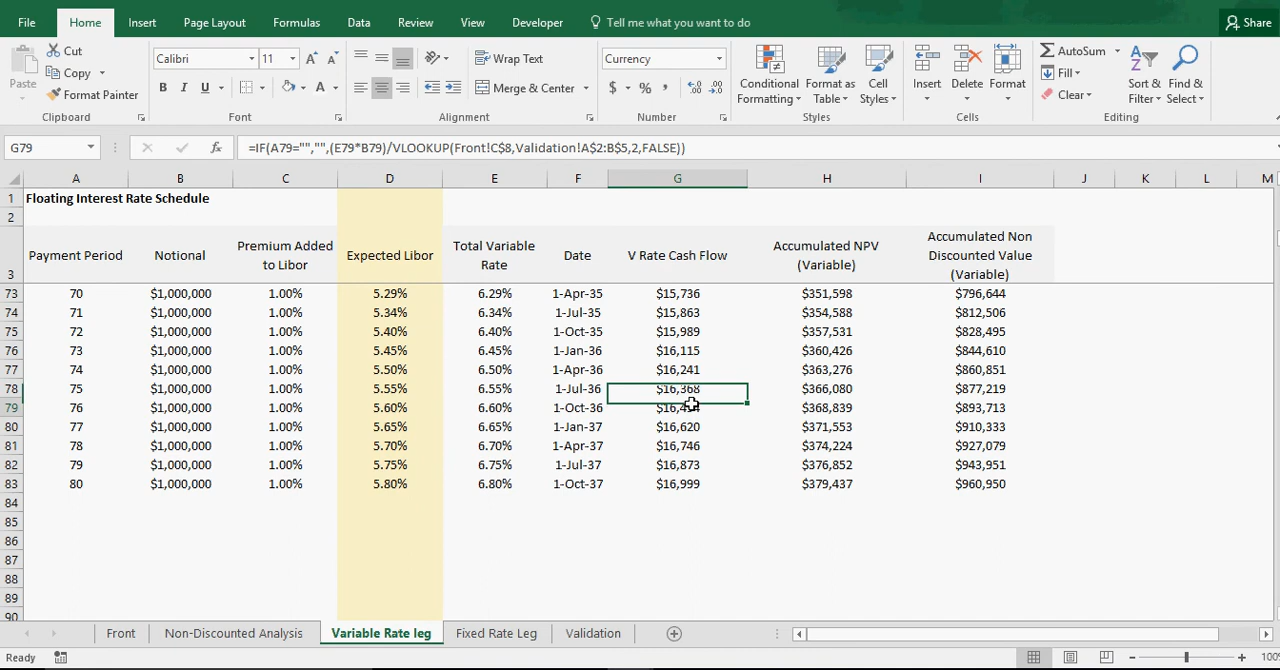 File Home Insert Page Layout Formulas Data Review View Developer Tell me what you want to do Share
Paste Cut Copy Format Painter
Calibri 11 A A
B I U A
Wrap Text
Merge & Center
Currency
$ % ,
Conditional Formatting Format as Table Cell Styles
Insert Delete Format
AutoSum Fill Clear
Sort & Filter Find & Select
Clipboard Font Alignment Number Styles Cells Editing
G79 fx =IF(A79="","",(E79*B79)/VLOOKUP(Front!C$8,Validation!A$2:B$5,2,FALSE))
A B C D E F G H I J K L M
1 Floating Interest Rate Schedule
2
3 Payment Period Notional Premium Added to Libor Expected Libor Total Variable Rate Date V Rate Cash Flow Accumulated NPV (Variable) Accumulated Non Discounted Value (Variable)
73 70 $1,000,000 1.00% 5.29% 6.29% 1-Apr-35 $15,736 $351,598 $796,644
74 71 $1,000,000 1.00% 5.34% 6.34% 1-Jul-35 $15,863 $354,588 $812,506
75 72 $1,000,000 1.00% 5.40% 6.40% 1-Oct-35 $15,989 $357,531 $828,495
76 73 $1,000,000 1.00% 5.45% 6.45% 1-Jan-36 $16,115 $360,426 $844,610
77 74 $1,000,000 1.00% 5.50% 6.50% 1-Apr-36 $16,241 $363,276 $860,851
78 75 $1,000,000 1.00% 5.55% 6.55% 1-Jul-36 $16,368 $366,080 $877,219
79 76 $1,000,000 1.00% 5.60% 6.60% 1-Oct-36 $368,839 $893,713
80 77 $1,000,000 1.00% 5.65% 6.65% 1-Jan-37 $16,620 $371,553 $910,333
81 78 $1,000,000 1.00% 5.70% 6.70% 1-Apr-37 $16,746 $374,224 $927,079
82 79 $1,000,000 1.00% 5.75% 6.75% 1-Jul-37 $16,873 $376,852 $943,951
83 80 $1,000,000 1.00% 5.80% 6.80% 1-Oct-37 $16,999 $379,437 $960,950
84
85
86
87
88
89
90
Front Non-Discounted Analysis Variable Rate leg Fixed Rate Leg Validation
Ready